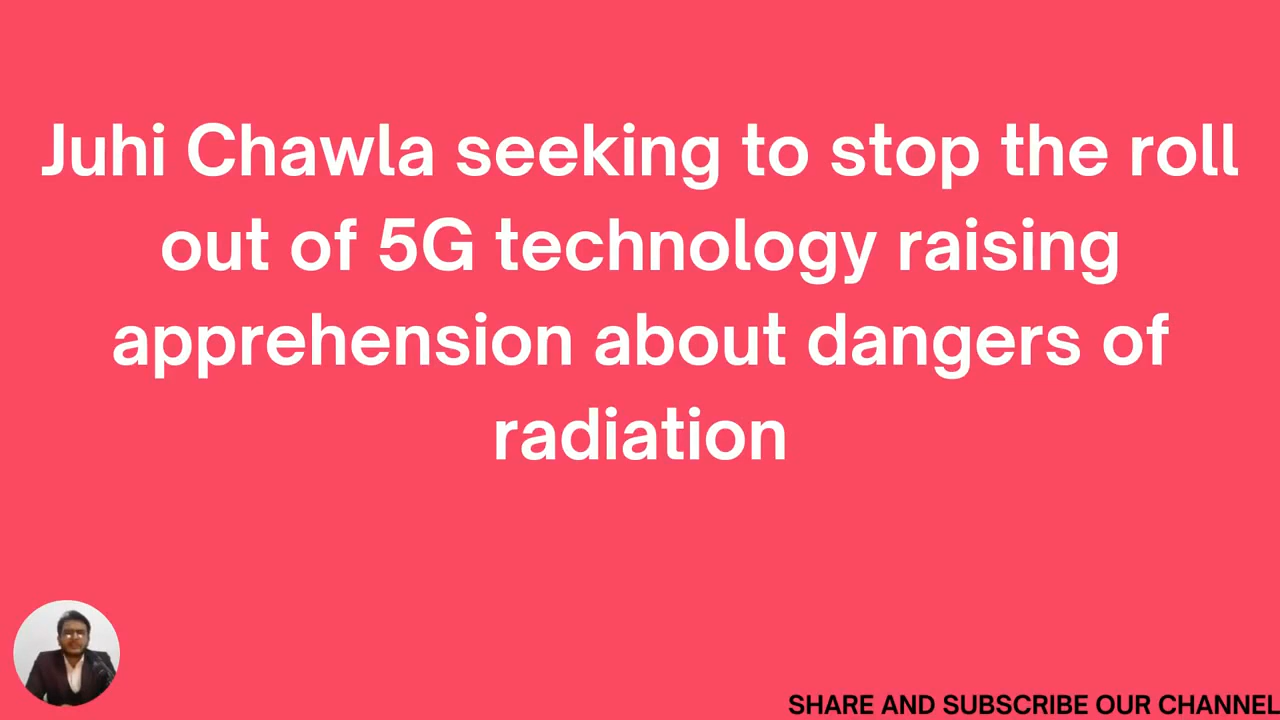 Juhi Chawla seeking to stop the roll
out of 5G technology raising
apprehension about dangers of
radiation
SHARE AND SUBSCRIBE OUR CHANNEL